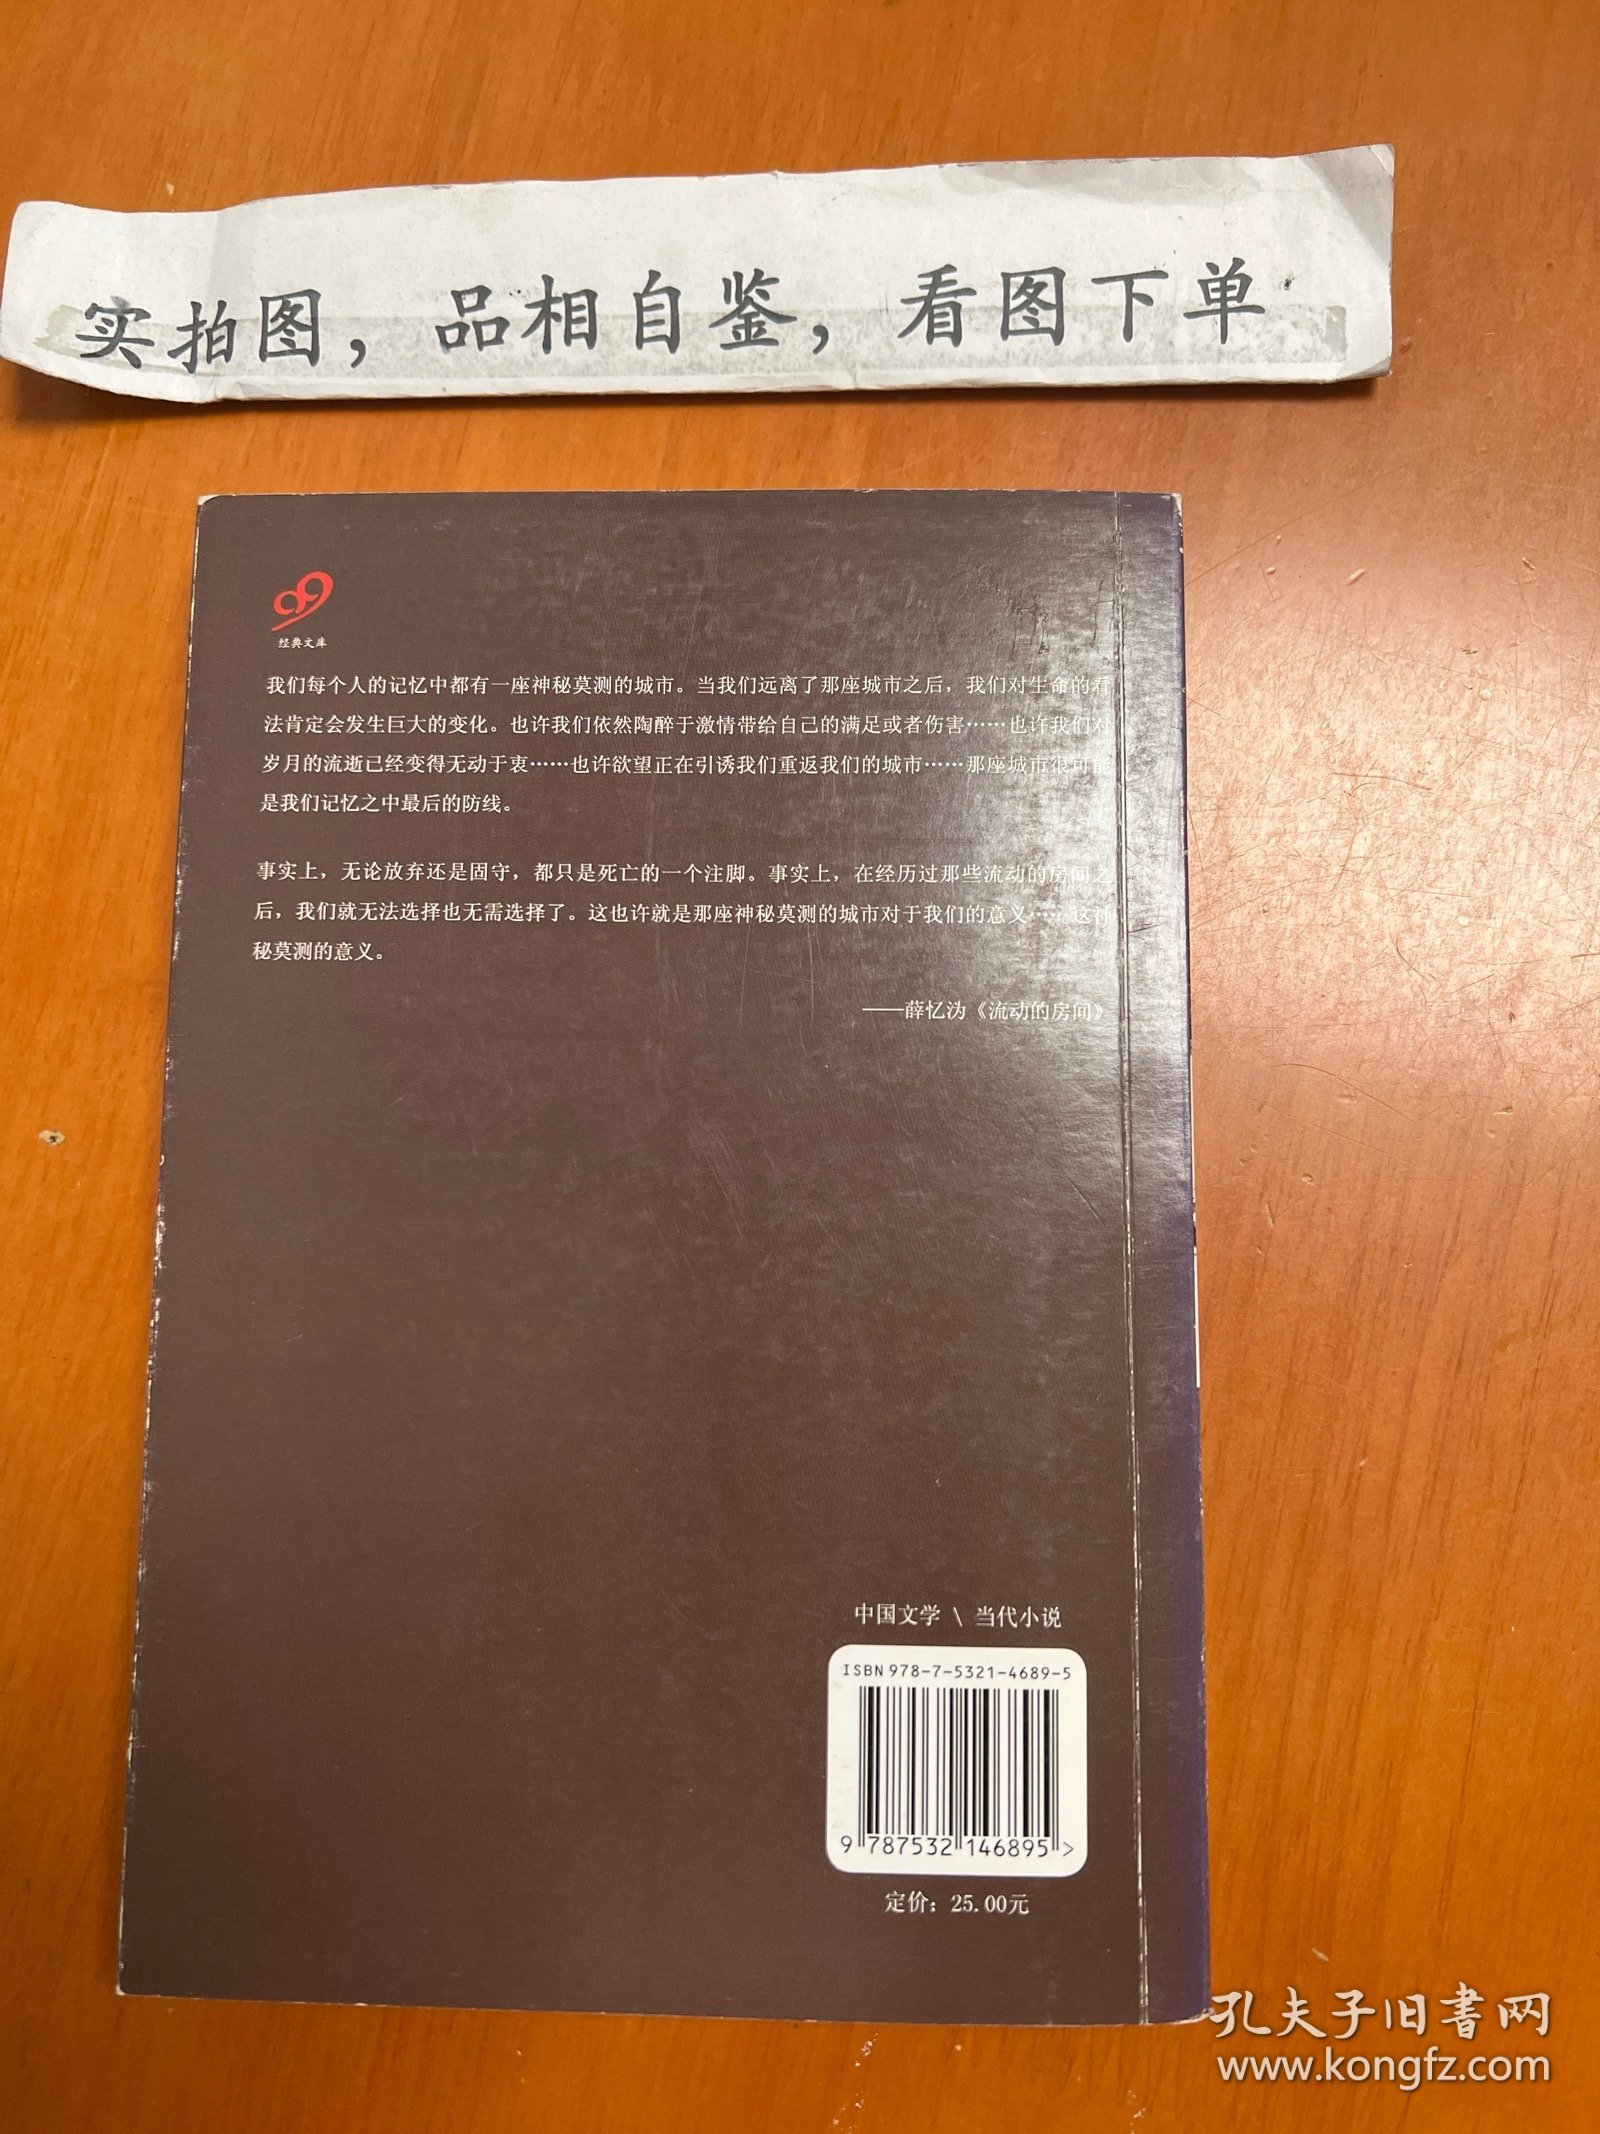 实拍图，品相自鉴，看图下单
99
经典文库
我们每个人的记忆中都有一座神秘莫测的城市。当我们远离了那座城市之后，我们对生命的看
法肯定会发生巨大的变化。也许我们依然陶醉于激情带给自己的满足或者伤害……也许我们对
岁月的流逝已经变得无动于衷……也许欲望正在引诱我们重返我们的城市……那座城市很可能
是我们记忆之中最后的防线。
事实上，无论放弃还是固守，都只是死亡的一个注脚。事实上，在经历过那些流动的房间之
后，我们就无法选择也无需选择了。这也许就是那座神秘莫测的城市对于我们的意义……这神
秘莫测的意义。
——薛忆沩《流动的房间》
中国文学 \ 当代小说
ISBN 978-7-5321-4689-5
9 787532 146895 >
定价：25.00元
孔夫子旧書网
www.kongfz.com